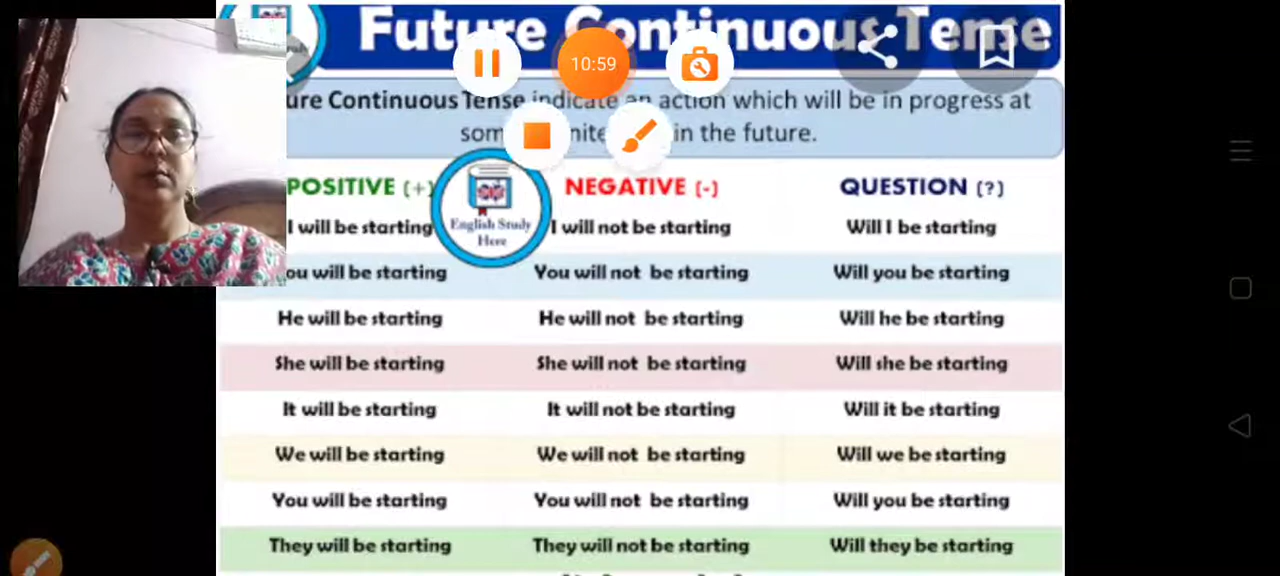 Future Continuous Tense
10:59
Continuous Tense indicate an action which will be in progress at
in the future.
POSITIVE (+) NEGATIVE (-) QUESTION (?)
English Study
Here
I will be starting I will not be starting Will I be starting
will be starting You will not be starting Will you be starting
He will be starting He will not be starting Will he be starting
She will be starting She will not be starting Will she be starting
It will be starting It will not be starting Will it be starting
We will be starting We will not be starting Will we be starting
You will be starting You will not be starting Will you be starting
They will be starting They will not be starting Will they be starting